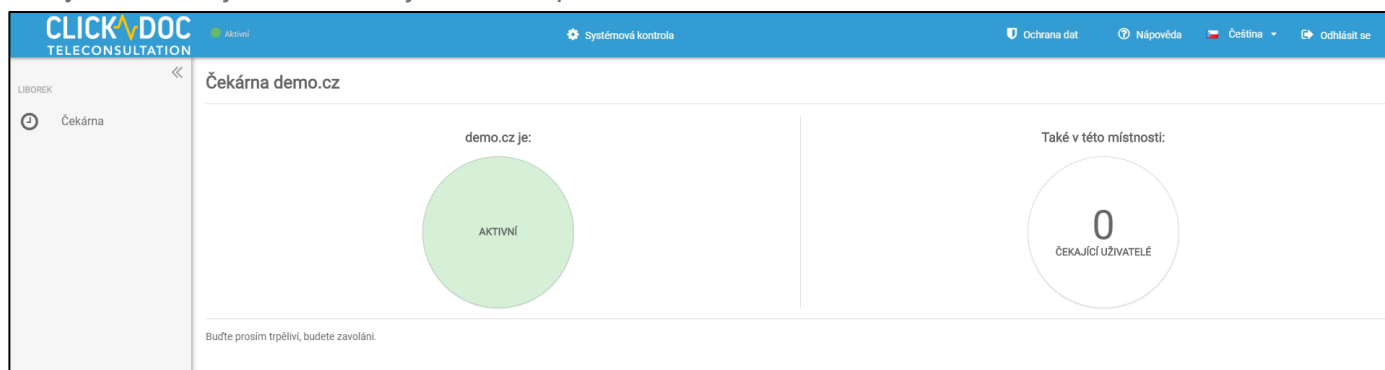 CLICK DOC
TELECONSULTATION
Aktivní
Systémová kontrola
Ochrana dat
Nápověda
Čeština
Odhlásit se
LIBOREK
Čekárna
Čekárna demo.cz
demo.cz je:
AKTIVNÍ
Také v této místnosti:
0
ČEKAJÍCÍ UŽIVATELÉ
Buďte prosím trpěliví, budete zavoláni.